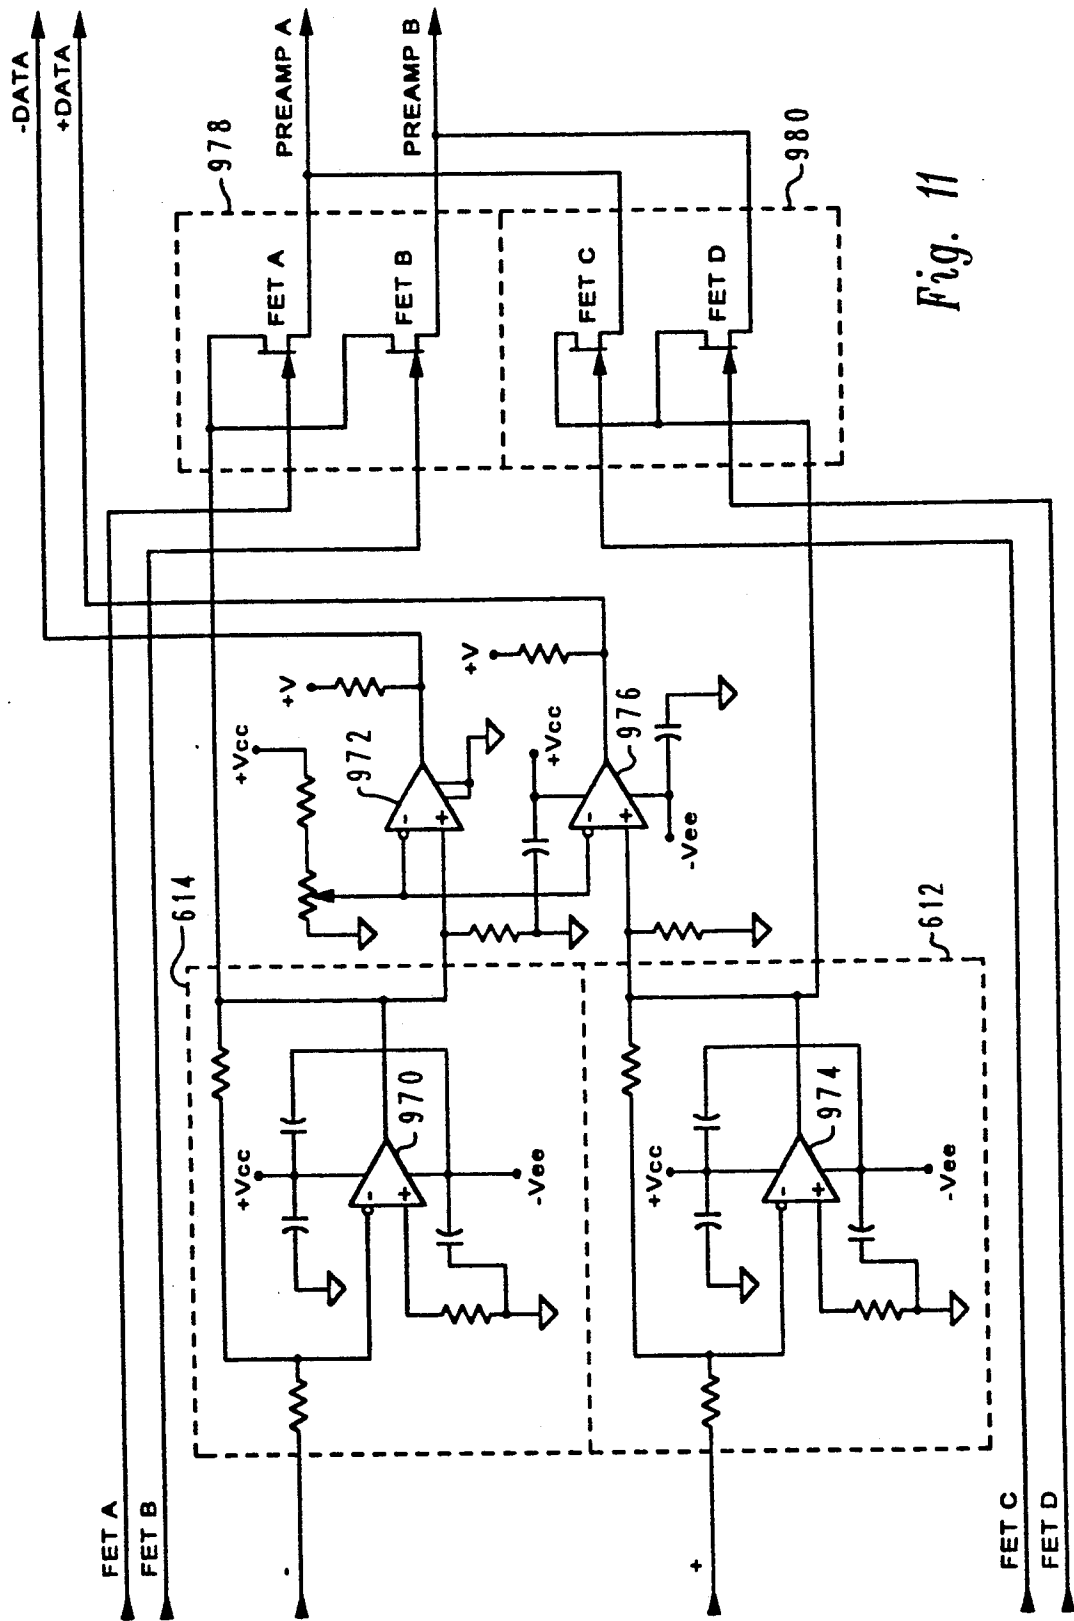 -DATA
+DATA
PREAMP A
PREAMP B
978
FET A
FET B
FET C
FET D
980
+Vcc
+V
972
-
+
+V
+Vcc
976
-
+
-Vee
614
612
+Vcc
970
-
+
-Vee
+Vcc
974
-
+
-Vee
FET A
FET B
-
+
FET C
FET D
Fig. 11